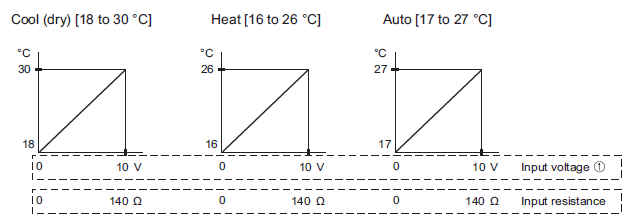 Cool (dry) [18 to 30 °C] Heat [16 to 26 °C] Auto [17 to 27 °C]
°C °C °C
30 26 27
18 16 17
0 10 V 0 10 V 0 10 V Input voltage ①
0 140 Ω 0 140 Ω 0 140 Ω Input resistance